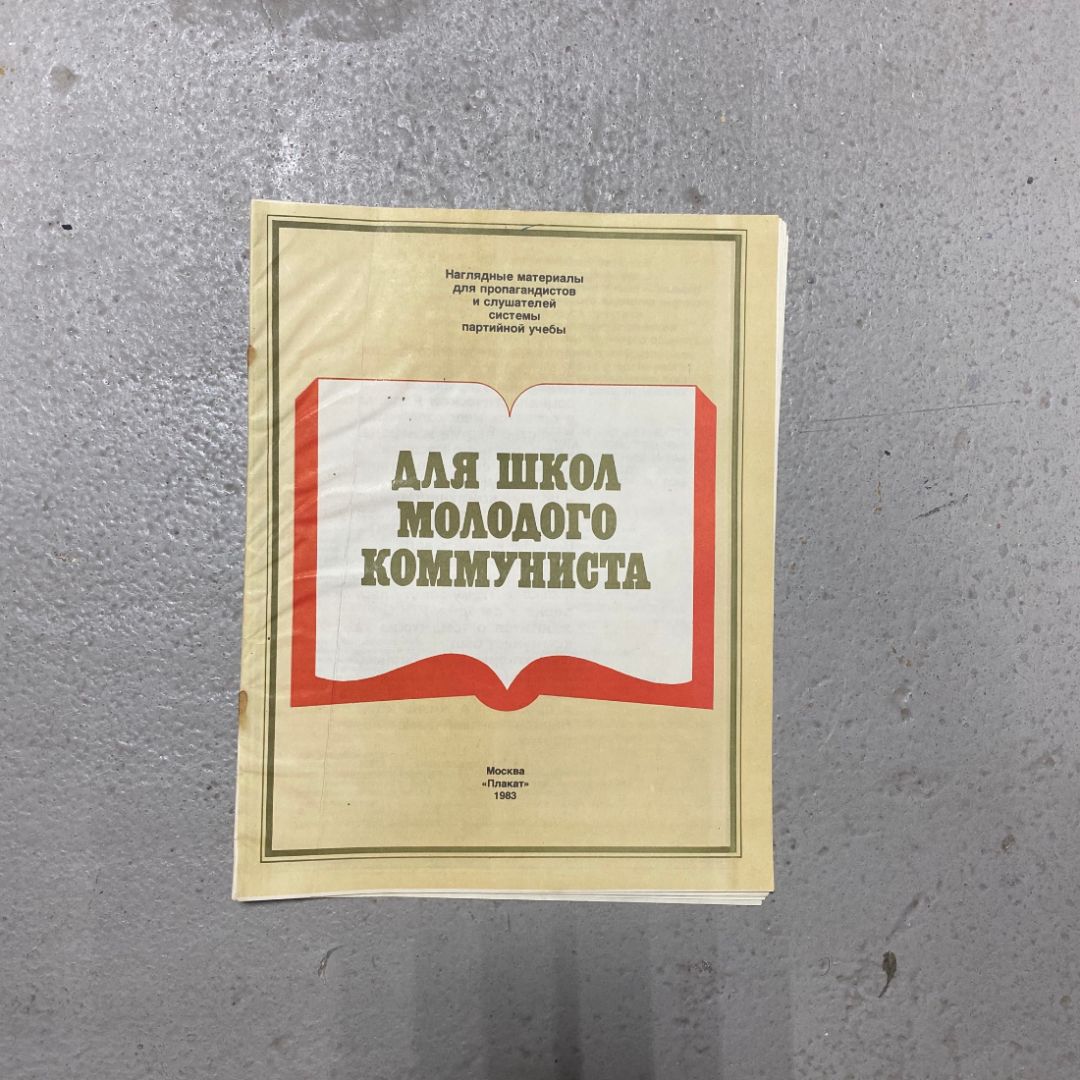 Наглядные материалы
для пропагандистов
и слушателей
системы
партийной учебы
ДЛЯ ШКОЛ
МОЛОДОГО
КОММУНИСТА
Москва
«Плакат»
1983